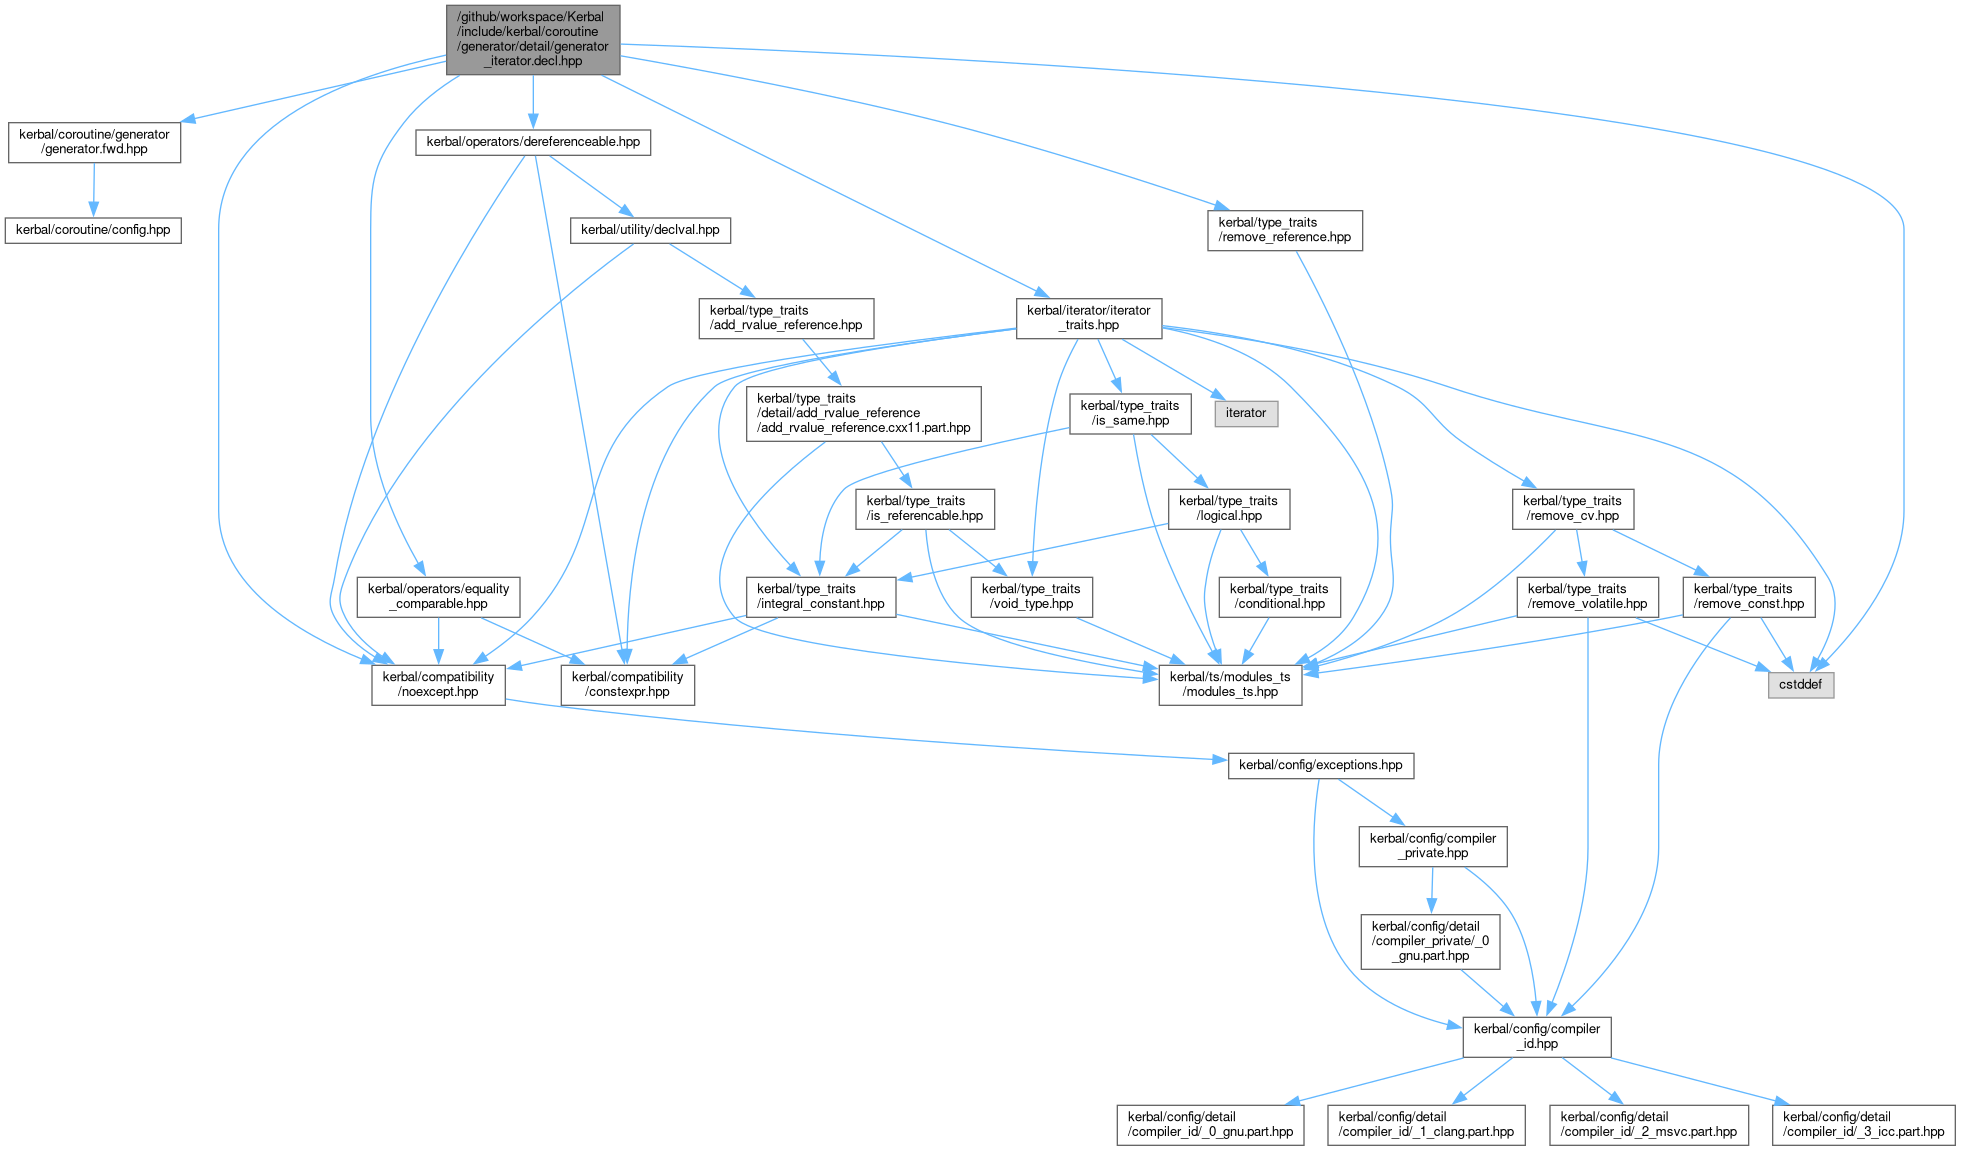 /github/workspace/Kerbal
/include/kerbal/coroutine
/generator/detail/generator
_iterator.decl.hpp
kerbal/coroutine/generator
/generator.fwd.hpp
kerbal/operators/dereferenceable.hpp
kerbal/coroutine/config.hpp
kerbal/utility/declval.hpp
kerbal/type_traits
/remove_reference.hpp
kerbal/type_traits
/add_rvalue_reference.hpp
kerbal/iterator/iterator
_traits.hpp
kerbal/type_traits
/detail/add_rvalue_reference
/add_rvalue_reference.cxx11.part.hpp
kerbal/type_traits
/is_same.hpp
iterator
kerbal/type_traits
/is_referencable.hpp
kerbal/type_traits
/logical.hpp
kerbal/type_traits
/remove_cv.hpp
kerbal/operators/equality
_comparable.hpp
kerbal/type_traits
/integral_constant.hpp
kerbal/type_traits
/void_type.hpp
kerbal/type_traits
/conditional.hpp
kerbal/type_traits
/remove_volatile.hpp
kerbal/type_traits
/remove_const.hpp
kerbal/compatibility
/noexcept.hpp
kerbal/compatibility
/constexpr.hpp
kerbal/ts/modules_ts
/modules_ts.hpp
cstddef
kerbal/config/exceptions.hpp
kerbal/config/compiler
_private.hpp
kerbal/config/detail
/compiler_private/_0
_gnu.part.hpp
kerbal/config/compiler
_id.hpp
kerbal/config/detail
/compiler_id/_0_gnu.part.hpp
kerbal/config/detail
/compiler_id/_1_clang.part.hpp
kerbal/config/detail
/compiler_id/_2_msvc.part.hpp
kerbal/config/detail
/compiler_id/_3_icc.part.hpp